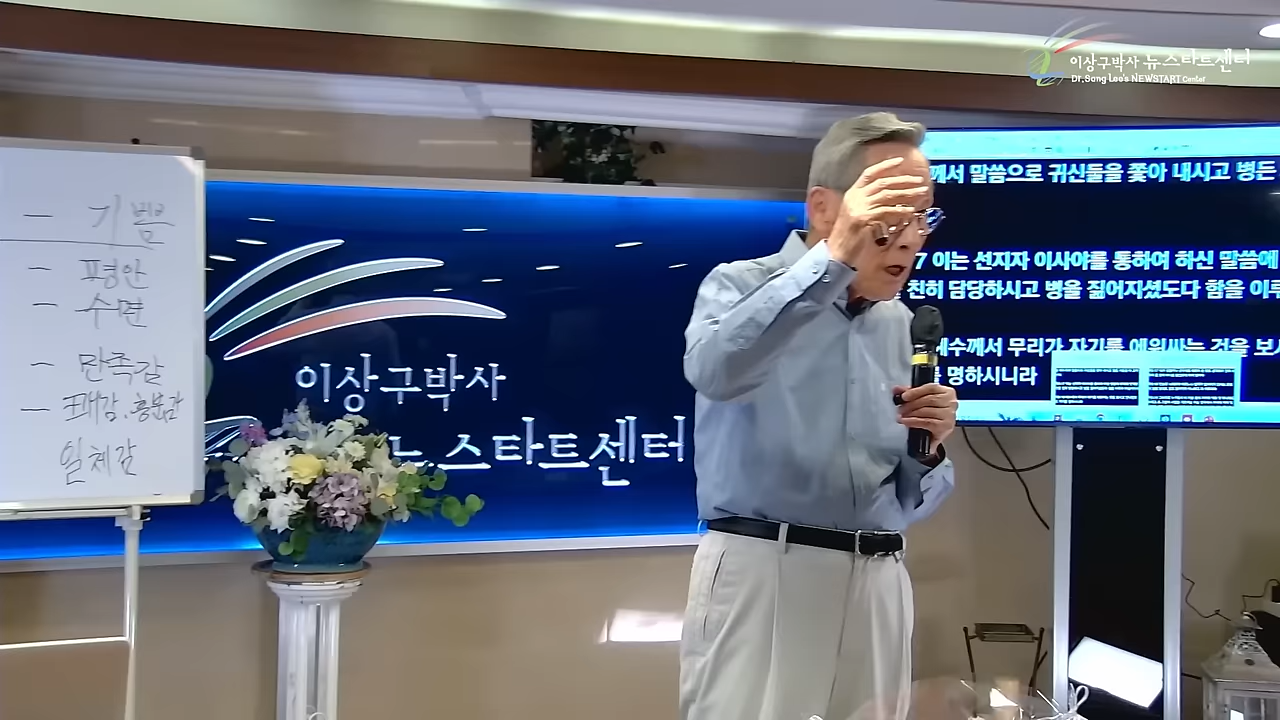 이상구박사 뉴스타트센터
Dr.Sang Lee's NEWSTART Center
- 기쁨
- 평안
- 수면
- 만족감
- 쾌감. 흥분감
일체감
이상구박사
뉴스타트센터
께서 말씀으로 귀신들을 쫓아 내시고 병든
7 이는 선지자 이사야를 통하여 하신 말씀에
친히 담당하시고 병을 짊어지셨도다 함을 이루
예수께서 무리가 자기를 에워싸는 것을 보시
를 명하시니라